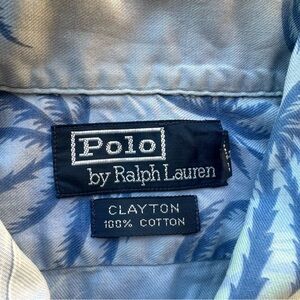 Polo
by Ralph Lauren
CLAYTON
100% COTTON